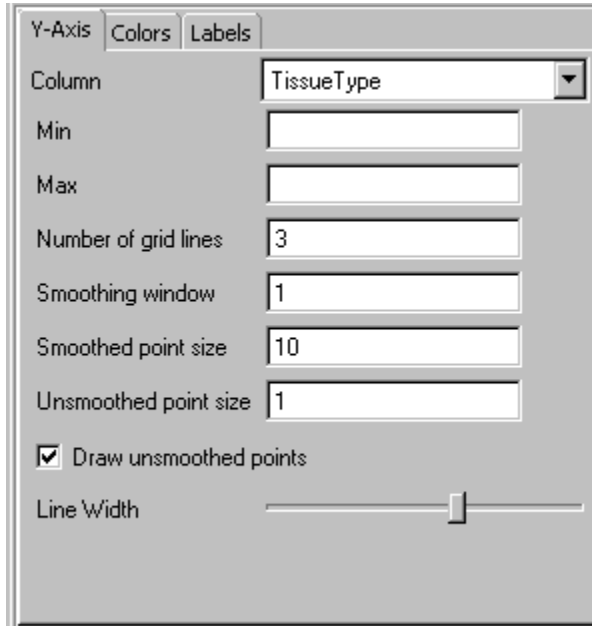 Y-Axis Colors Labels
Column TissueType
Min
Max
Number of grid lines 3
Smoothing window 1
Smoothed point size 10
Unsmoothed point size 1
Draw unsmoothed points
Line Width